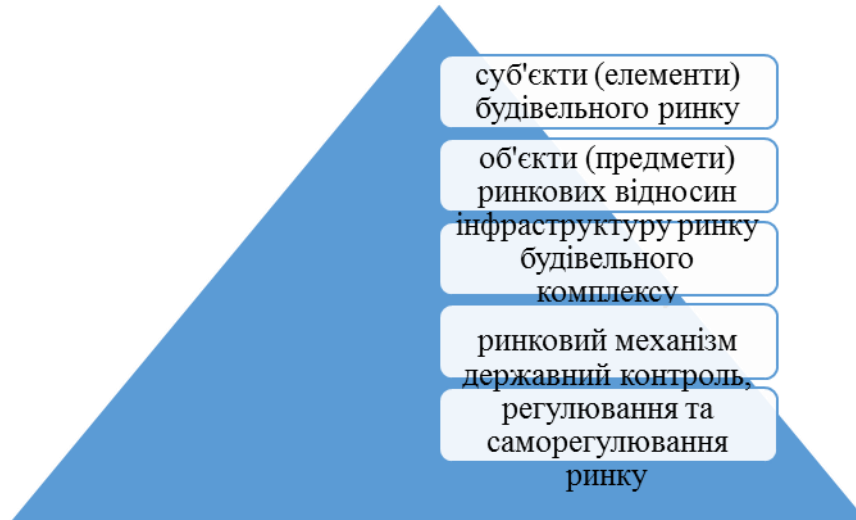 суб'єкти (елементи)
будівельного ринку
об'єкти (предмети)
ринкових відносин
інфраструктуру ринку
будівельного
комплексу
ринковий механізм
державний контроль,
регулювання та
саморегулювання
ринку